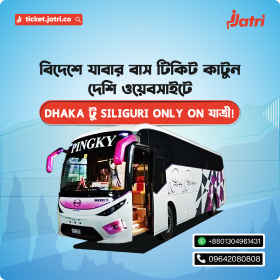 ticket.jatri.co
Jatri
বিদেশে যাবার বাস টিকিট কাটুন
দেশি ওয়েবসাইটে
DHAKA টু SILIGURI ONLY ON যাত্রী!
PINGKY
+8801304961431
09642080808